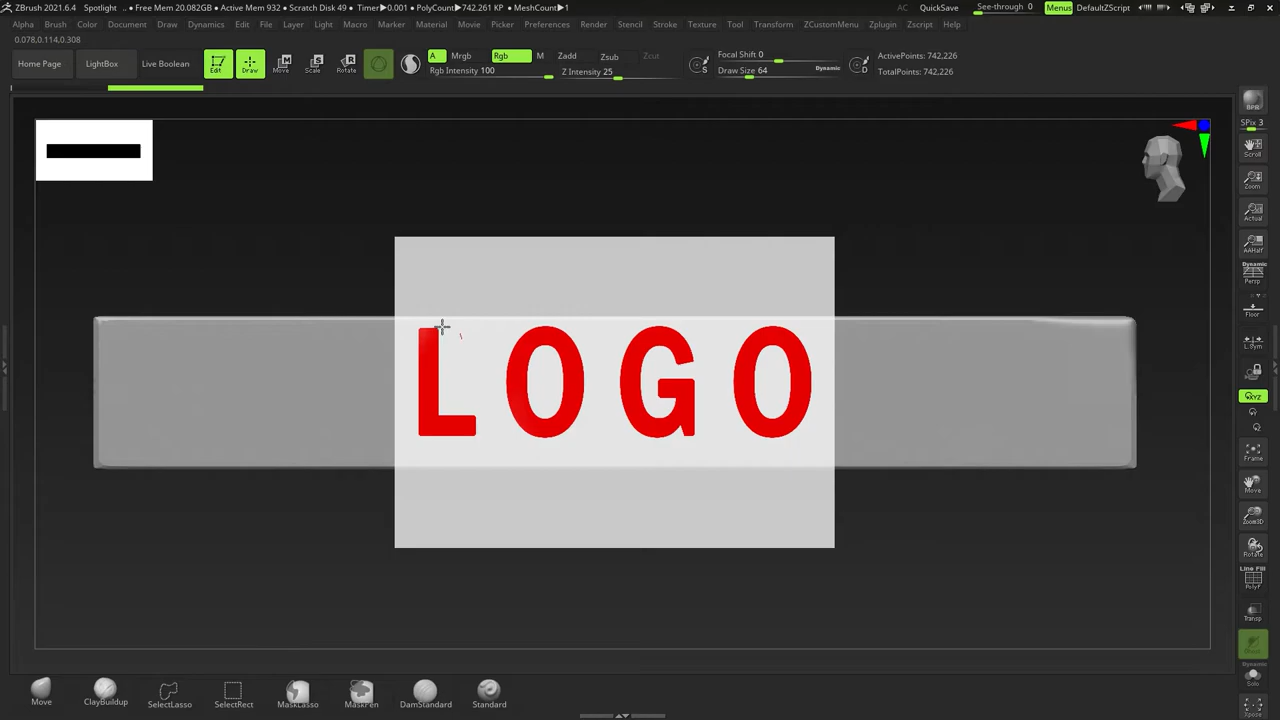 ZBrush 2021.6.4 Spotlight .. • Free Mem 20.082GB • Active Mem 932 • Scratch Disk 49 • Timer▶0.001 • PolyCount▶742.261 KP • MeshCount▶1 AC QuickSave See-through 0 Menus DefaultZScript
Alpha Brush Color Document Draw Dynamics Edit File Layer Light Macro Marker Material Movie Picker Preferences Render Stencil Stroke Texture Tool Transform ZCustomMenu Zplugin Zscript Help
0.078,0.114,0.308
Home Page LightBox Live Boolean Edit Draw Move Scale Rotate A Mrgb Rgb M Zadd Zsub Zcut
Rgb Intensity 100 Z Intensity 25
Focal Shift 0
Draw Size 64 Dynamic
S D
ActivePoints: 742,226
TotalPoints: 742,226
BPR
SPix 3
Scroll
Zoom
Actual
AAHalf
Dynamic
Persp
Floor
L.Sym
XYZ
Frame
Move
Zoom3D
Rotate
Line Fill
PolyF
Transp
Dynamic
Solo
Xpose
LOGO
Move ClayBuildup SelectLasso SelectRect MaskLasso MaskPen DamStandard Standard